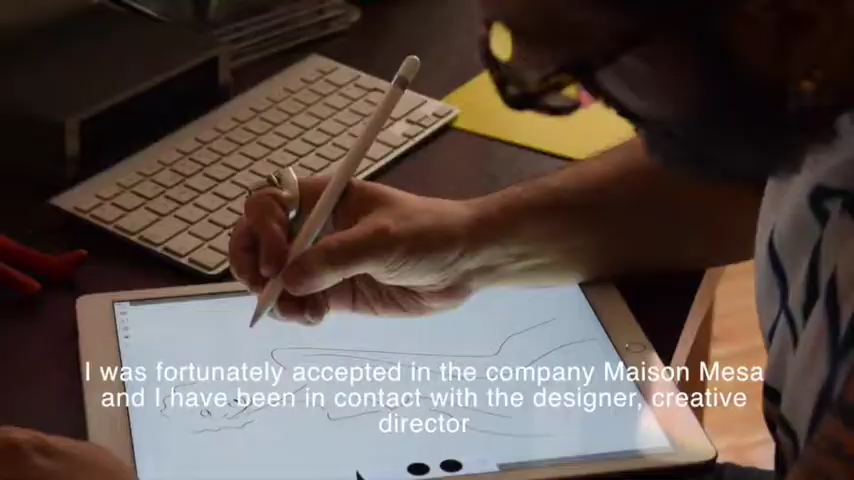 I was fortunately accepted in the company Maison Mesa
and I have been in contact with the designer, creative
director